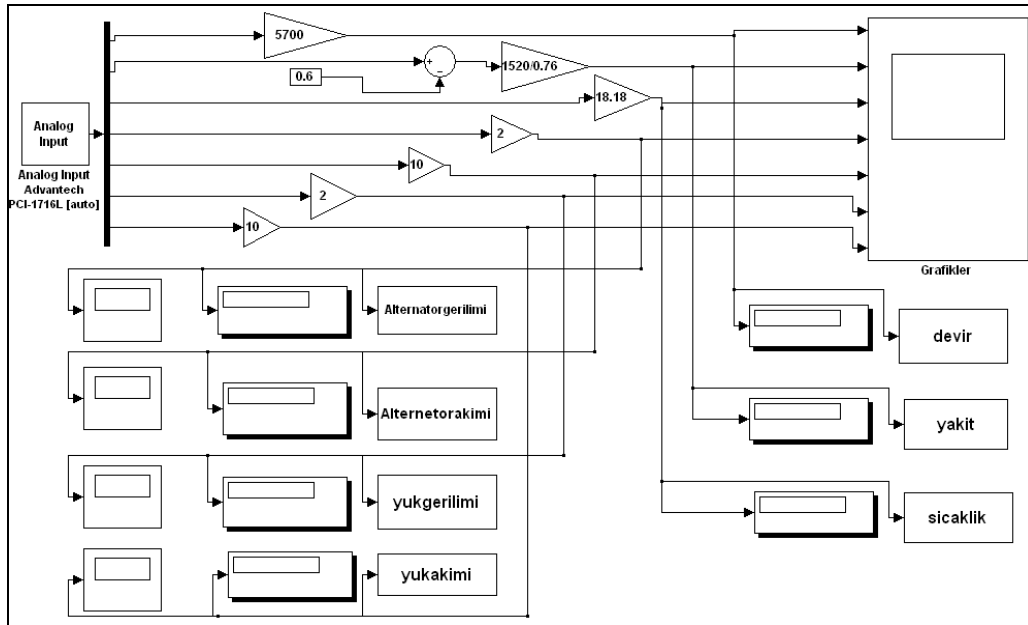 5700
+
−
0.6
1520/0.76
18.18
Analog
Input
2
Analog Input
Advantech
PCI-1716L [auto]
10
2
10
Grafikler
Alternatorgerilimi
devir
Alternetorakimi
yakit
yukgerilimi
sicaklik
yukakimi